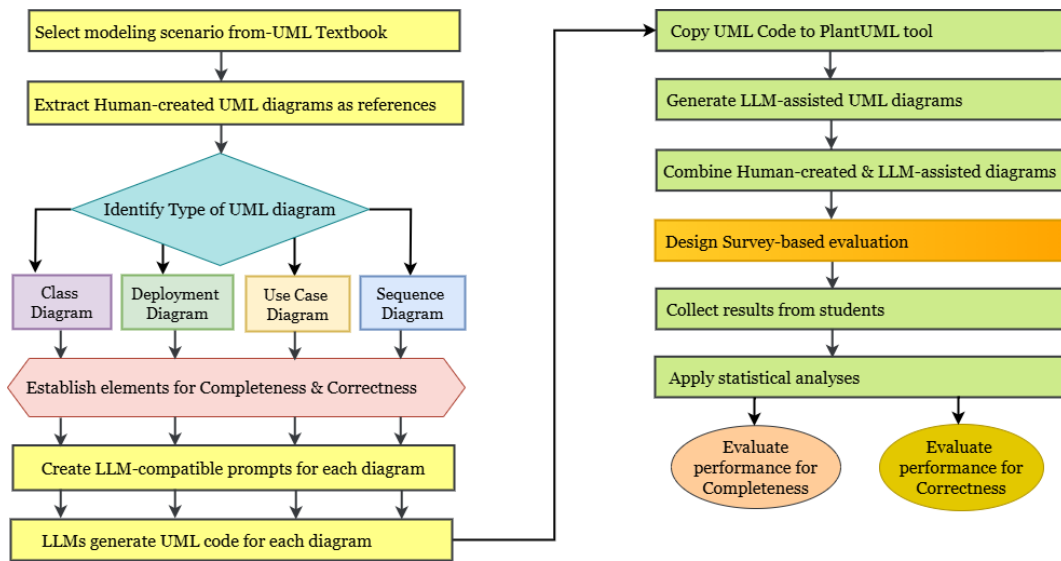 Select modeling scenario from-UML Textbook
Extract Human-created UML diagrams as references
Identify Type of UML diagram
Class
Diagram
Deployment
Diagram
Use Case
Diagram
Sequence
Diagram
Establish elements for Completeness & Correctness
Create LLM-compatible prompts for each diagram
LLMs generate UML code for each diagram
Copy UML Code to PlantUML tool
Generate LLM-assisted UML diagrams
Combine Human-created & LLM-assisted diagrams
Design Survey-based evaluation
Collect results from students
Apply statistical analyses
Evaluate
performance for
Completeness
Evaluate
performance for
Correctness